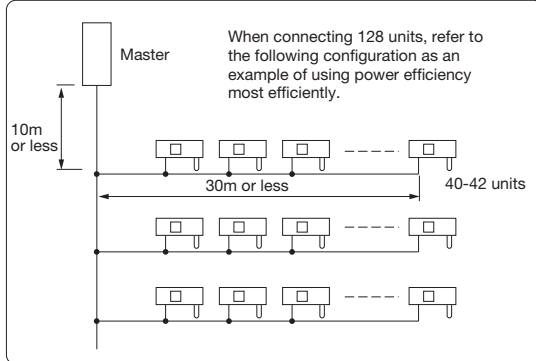 Master
When connecting 128 units, refer to
the following configuration as an
example of using power efficiency
most efficiently.
10m
or less
30m or less
40-42 units